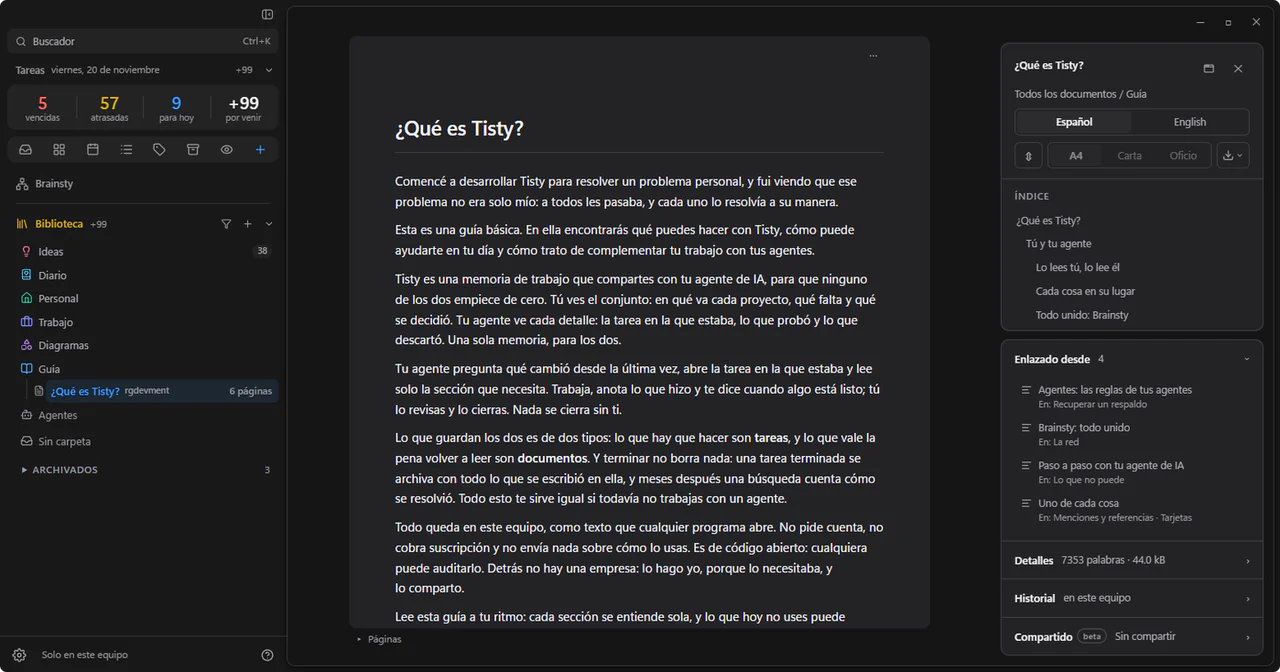 Buscador Ctrl+K
Tareas viernes, 20 de noviembre +99
5 57 9 +99
vencidas atrasadas para hoy por venir
Brainsty
Biblioteca +99
Ideas 38
Diario
Personal
Trabajo
Diagramas
Guía
¿Qué es Tisty? rgdevment 6 páginas
Agentes
Sin carpeta
ARCHIVADOS 3
Solo en este equipo
...
¿Qué es Tisty?
Comencé a desarrollar Tisty para resolver un problema personal, y fui viendo que ese
problema no era solo mío: a todos les pasaba, y cada uno lo resolvía a su manera.
Esta es una guía básica. En ella encontrarás qué puedes hacer con Tisty, cómo puede
ayudarte en tu día y cómo trato de complementar tu trabajo con tus agentes.
Tisty es una memoria de trabajo que compartes con tu agente de IA, para que ninguno
de los dos empiece de cero. Tú ves el conjunto: en qué va cada proyecto, qué falta y qué
se decidió. Tu agente ve cada detalle: la tarea en la que estaba, lo que probó y lo que
descartó. Una sola memoria, para los dos.
Tu agente pregunta qué cambió desde la última vez, abre la tarea en la que estaba y lee
solo la sección que necesita. Trabaja, anota lo que hizo y te dice cuando algo está listo; tú
lo revisas y lo cierras. Nada se cierra sin ti.
Lo que guardan los dos es de dos tipos: lo que hay que hacer son tareas, y lo que vale la
pena volver a leer son documentos. Y terminar no borra nada: una tarea terminada se
archiva con todo lo que se escribió en ella, y meses después una búsqueda cuenta cómo
se resolvió. Todo esto te sirve igual si todavía no trabajas con un agente.
Todo queda en este equipo, como texto que cualquier programa abre. No pide cuenta, no
cobra suscripción y no envía nada sobre cómo lo usas. Es de código abierto: cualquiera
puede auditarlo. Detrás no hay una empresa: lo hago yo, porque lo necesitaba, y
lo comparto.
Lee esta guía a tu ritmo: cada sección se entiende sola, y lo que hoy no uses puede
Páginas
¿Qué es Tisty?
Todos los documentos / Guía
Español English
A4 Carta Oficio
ÍNDICE
¿Qué es Tisty?
Tú y tu agente
Lo lees tú, lo lee él
Cada cosa en su lugar
Todo unido: Brainsty
Enlazado desde 4
Agentes: las reglas de tus agentes
En: Recuperar un respaldo
Brainsty: todo unido
En: La red
Paso a paso con tu agente de IA
En: Lo que no puede
Uno de cada cosa
En: Menciones y referencias · Tarjetas
Detalles 7353 palabras · 44.0 kB
Historial en este equipo
Compartido beta Sin compartir